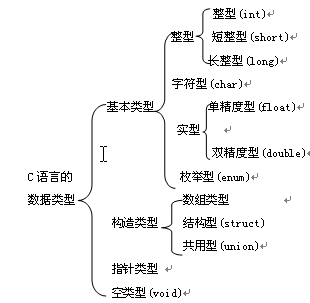 整型(int)
整型
短整型(short)
长整型(long)
字符型(char)
基本类型
单精度型(float)
实型
双精度型(double)
枚举型(enum)
C语言的
数据类型
数组类型
构造类型
结构型(struct)
共用型(union)
指针类型
空类型(void)